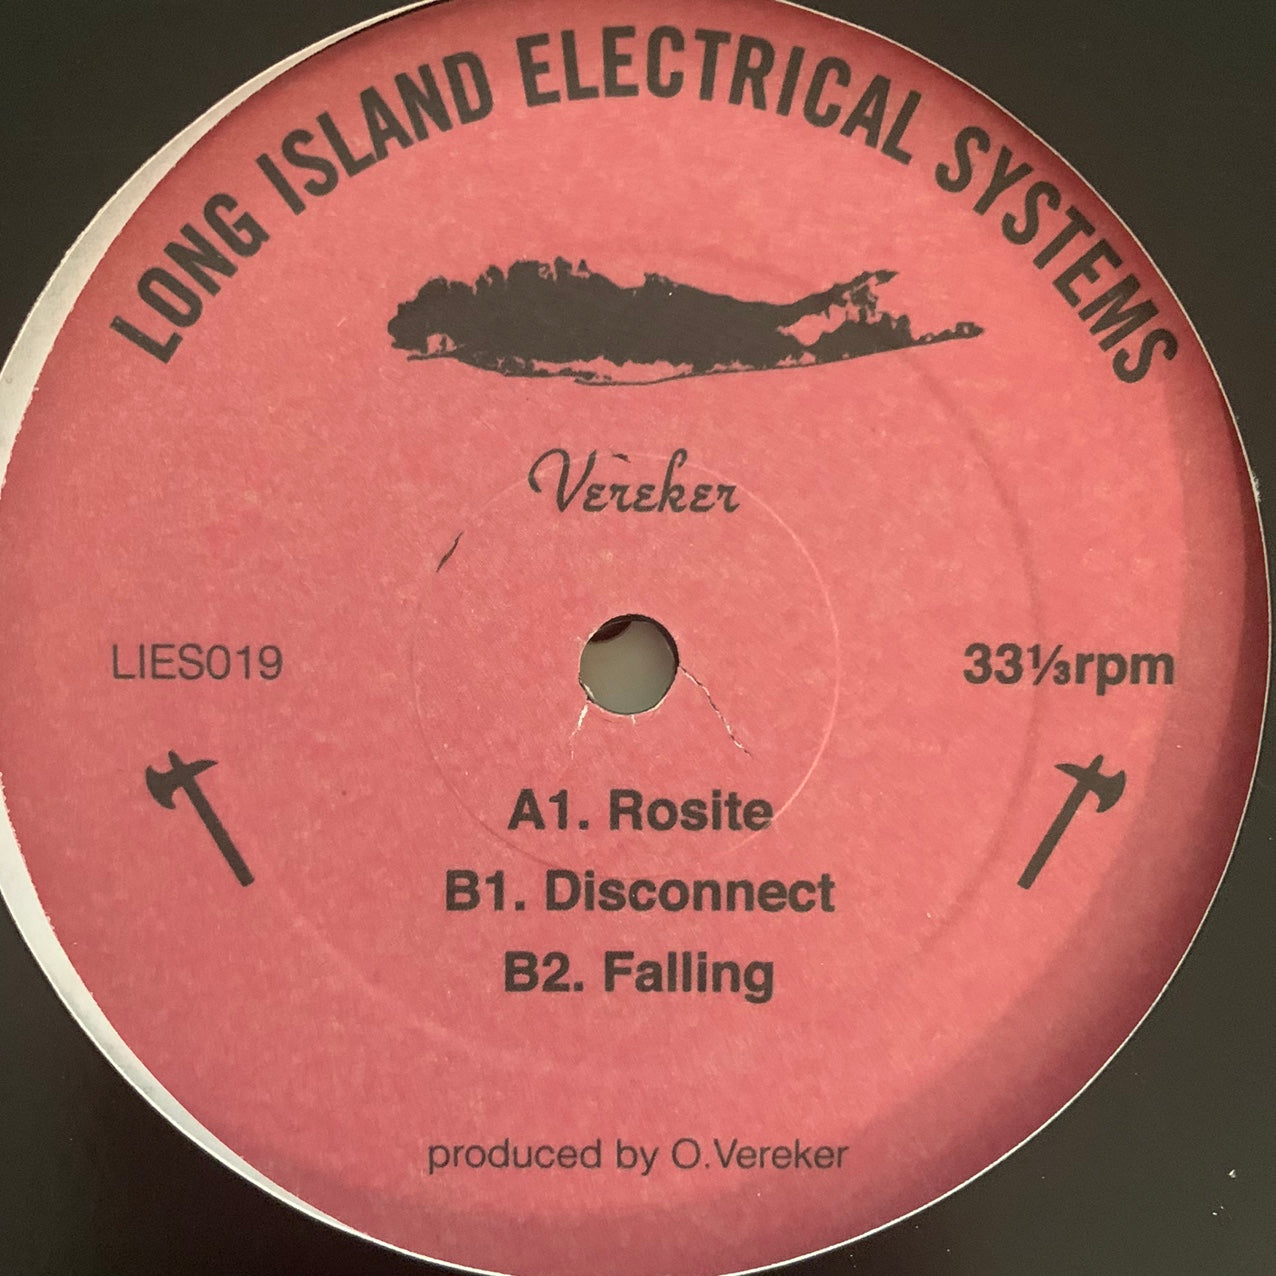 LONG ISLAND ELECTRICAL SYSTEMS
Vereker
LIES019
33⅓rpm
A1. Rosite
B1. Disconnect
B2. Falling
produced by O.Vereker